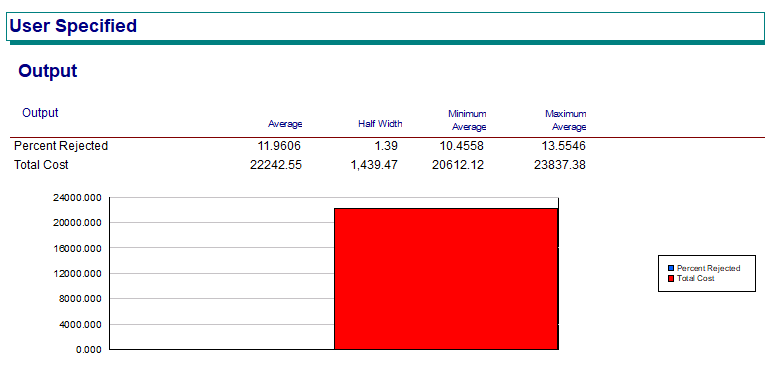 User Specified
Output
Output Average Half Width Minimum Average Maximum Average
Percent Rejected 11.9606 1.39 10.4558 13.5546
Total Cost 22242.55 1,439.47 20612.12 23837.38
24000.000
20000.000
16000.000
12000.000
8000.000
4000.000
0.000
Percent Rejected
Total Cost